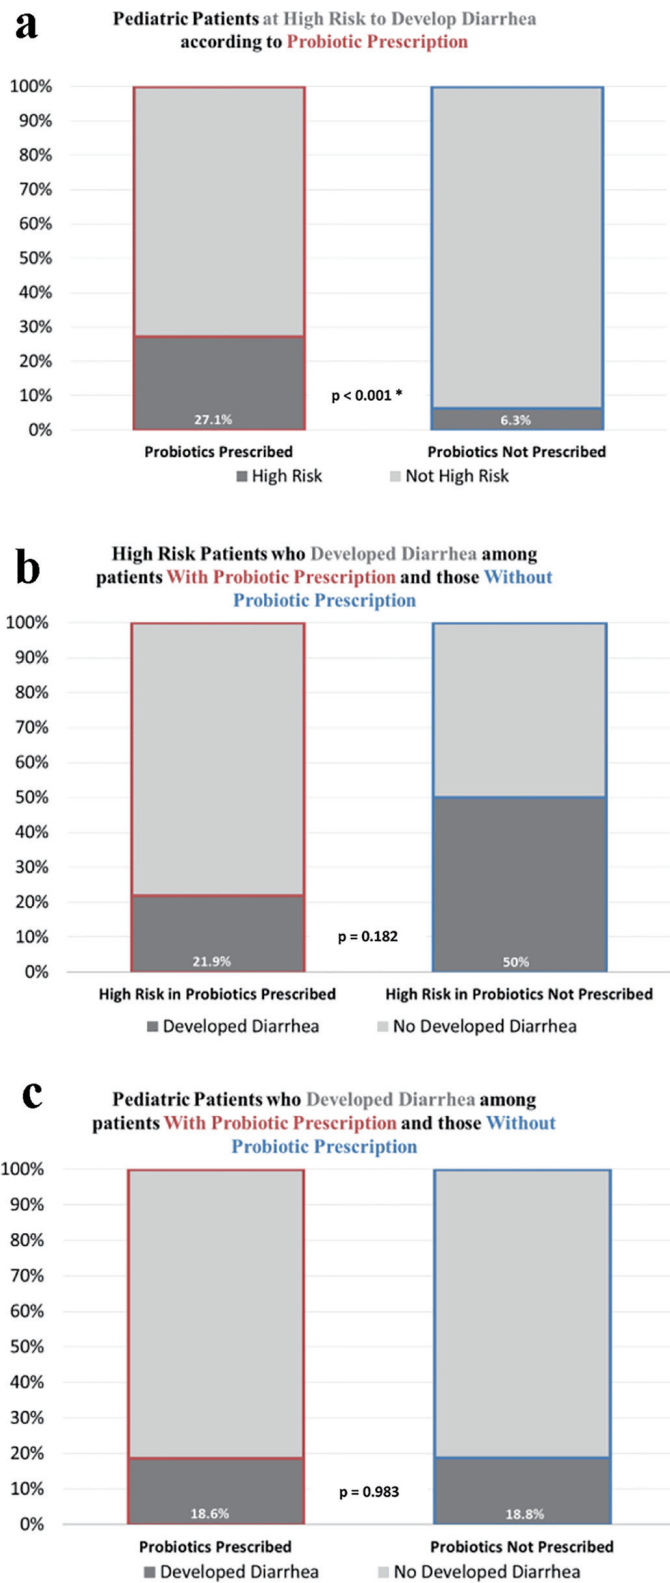 a
Pediatric Patients at High Risk to Develop Diarrhea
according to Probiotic Prescription
100%
90%
80%
70%
60%
50%
40%
30%
20%
10%
0%
27.1%
p < 0.001 *
6.3%
Probiotics Prescribed
Probiotics Not Prescribed
High Risk
Not High Risk
b
High Risk Patients who Developed Diarrhea among
patients With Probiotic Prescription and those Without
Probiotic Prescription
100%
90%
80%
70%
60%
50%
40%
30%
20%
10%
0%
21.9%
p = 0.182
50%
High Risk in Probiotics Prescribed
High Risk in Probiotics Not Prescribed
Developed Diarrhea
No Developed Diarrhea
c
Pediatric Patients who Developed Diarrhea among
patients With Probiotic Prescription and those Without
Probiotic Prescription
100%
90%
80%
70%
60%
50%
40%
30%
20%
10%
0%
18.6%
p = 0.983
18.8%
Probiotics Prescribed
Probiotics Not Prescribed
Developed Diarrhea
No Developed Diarrhea